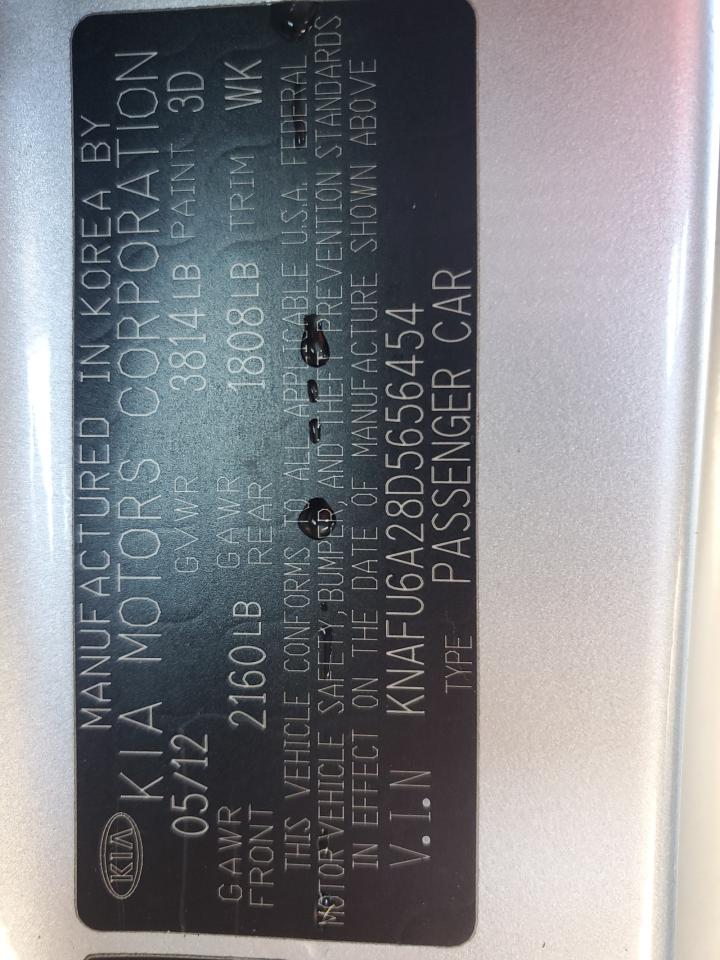 KIA
MANUFACTURED IN KOREA BY
KIA MOTORS CORPORATION
05/12 GVWR 3814LB PAINT 3D
GAWR FRONT 2160LB GAWR REAR 1808LB TRIM WK
THIS VEHICLE CONFORMS TO ALL APPLICABLE U.S.A. FEDERAL
MOTOR VEHICLE SAFETY, BUMPER, AND THEFT PREVENTION STANDARDS
IN EFFECT ON THE DATE OF MANUFACTURE SHOWN ABOVE
V.I.N KNAFU6A28D5656454
TYPE PASSENGER CAR